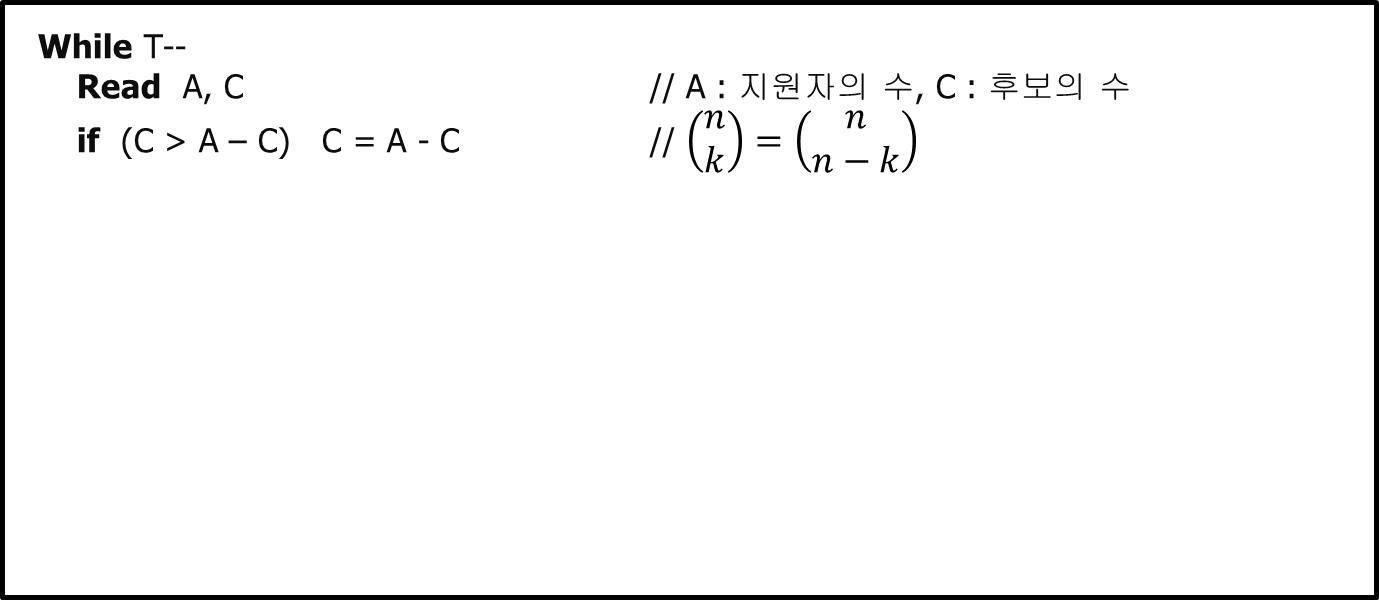 While T--
Read A, C // A : 지원자의 수, C : 후보의 수
if (C > A – C) C = A - C // (n k) = (n n − k)